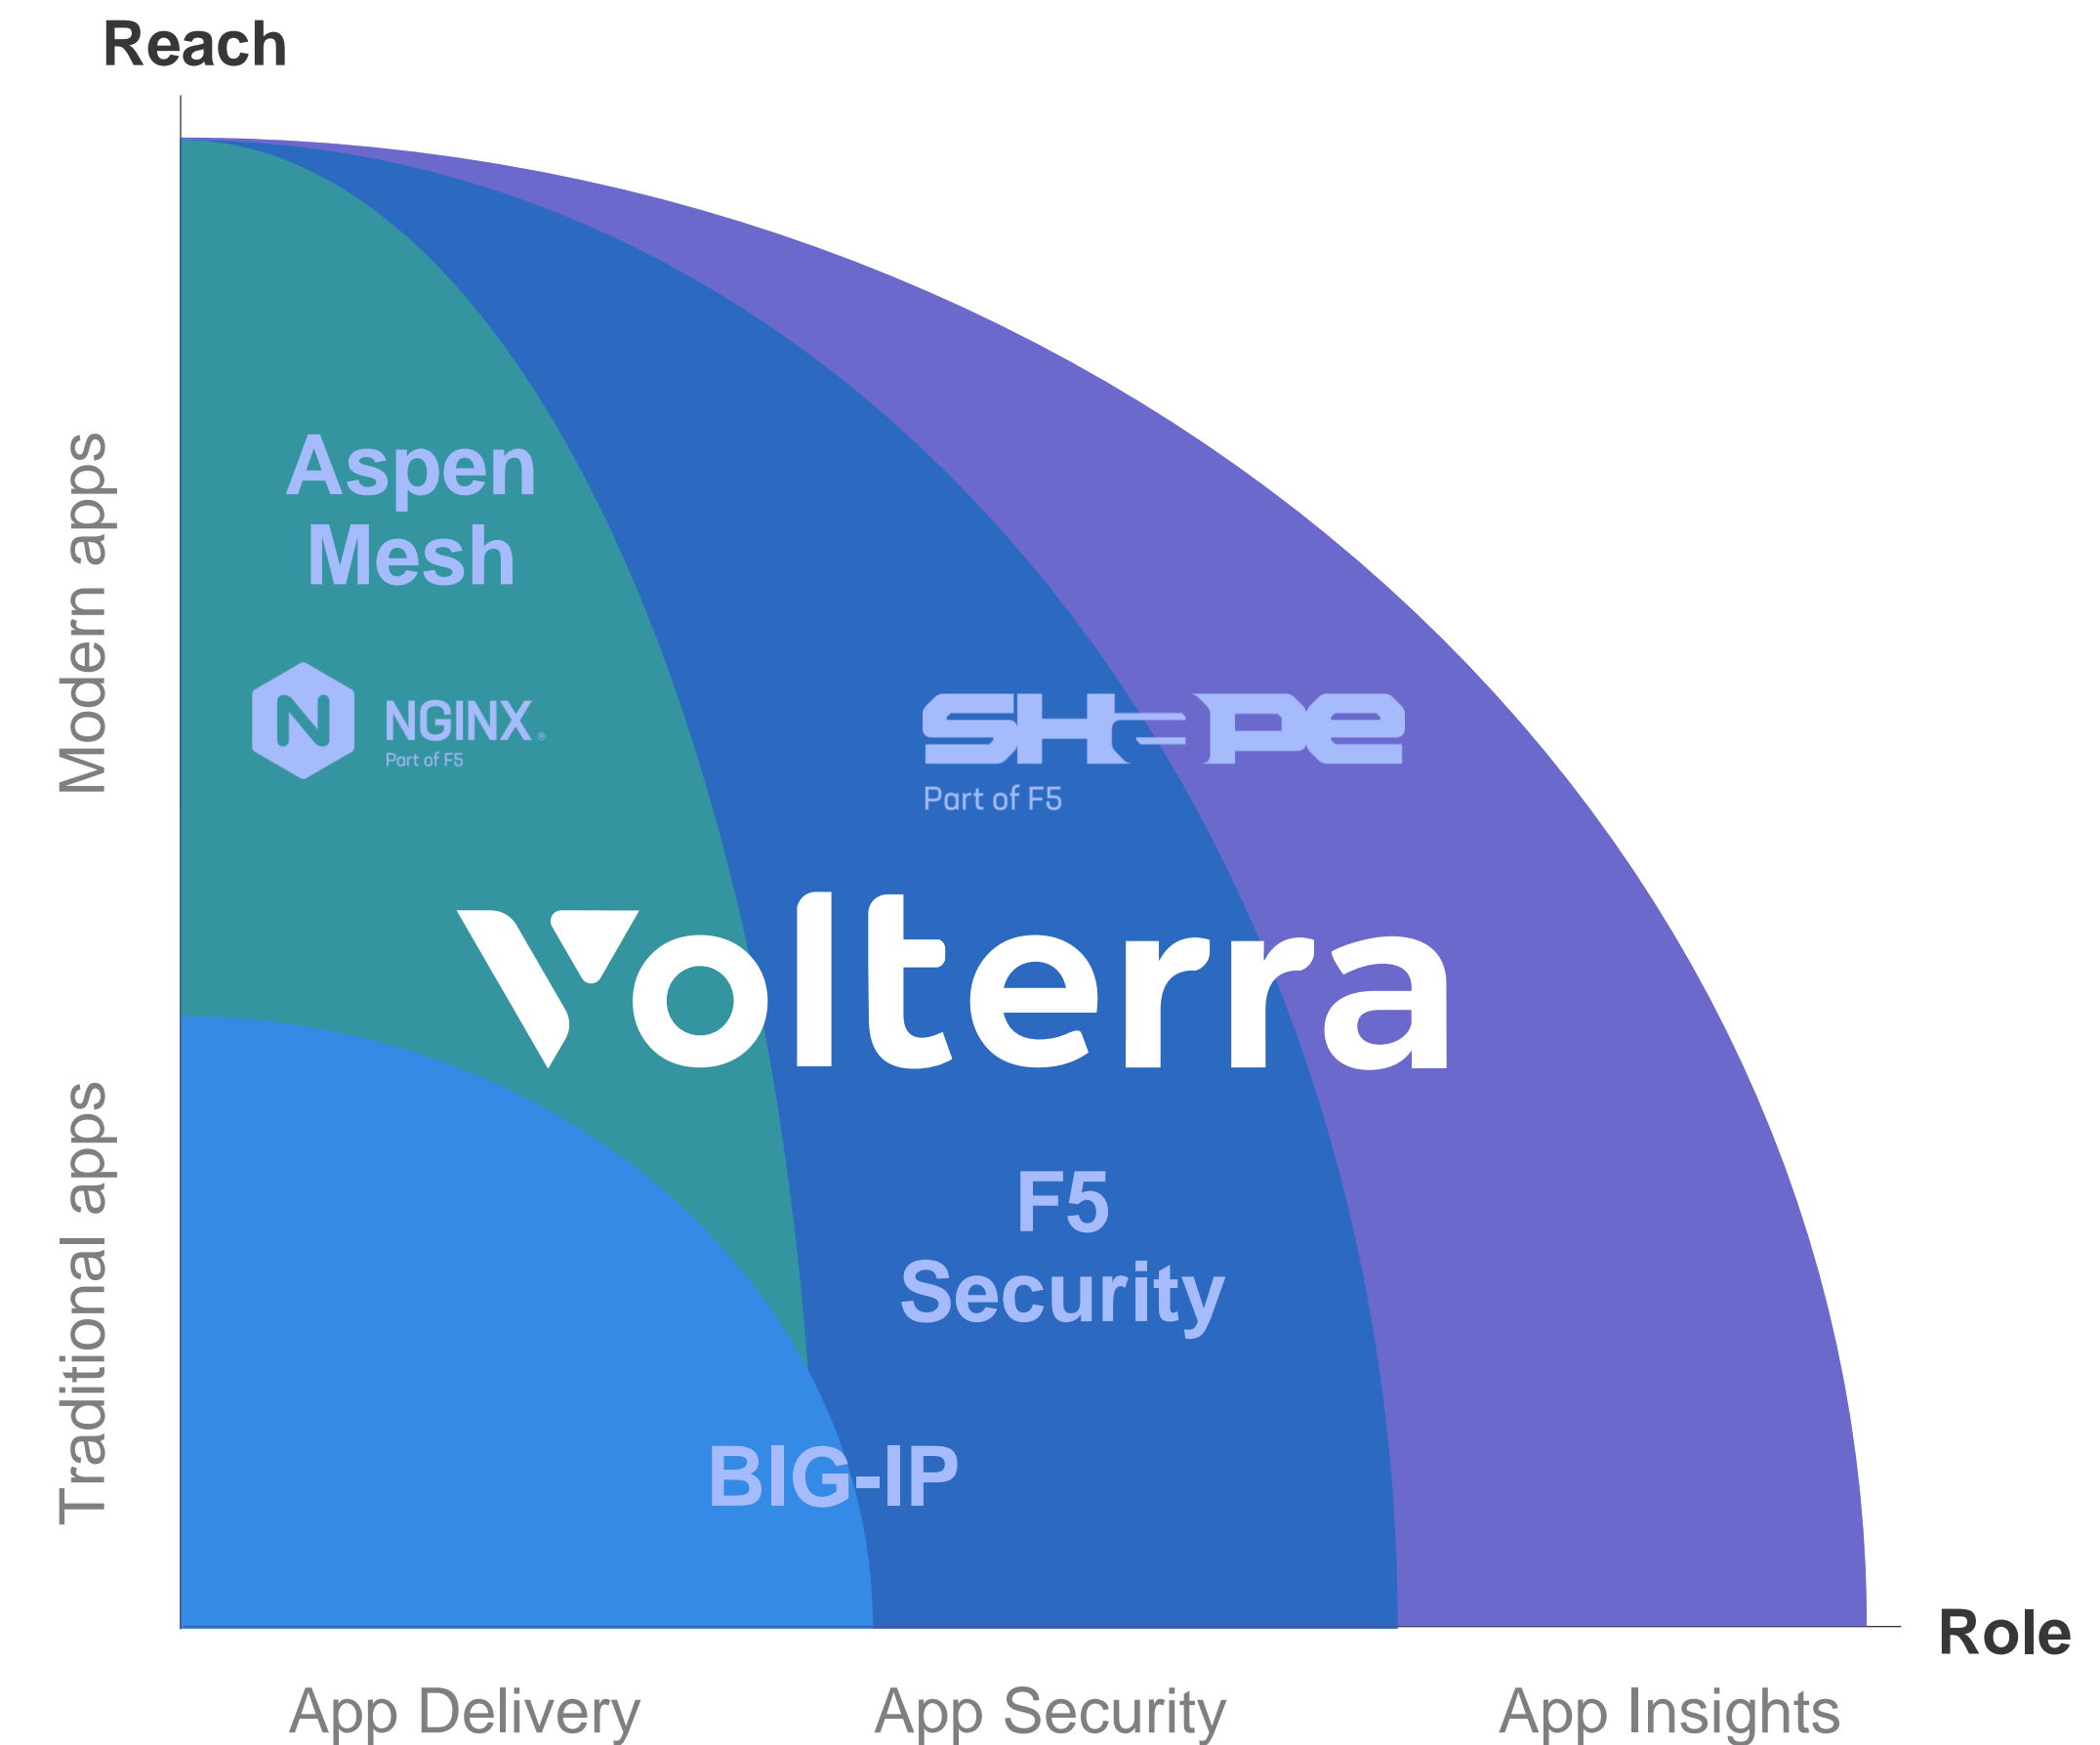 Reach
Modern apps
Traditional apps
Aspen
Mesh
NGINX®
Part of F5
SHAPE
Part of F5
Volterra
F5
Security
BIG-IP
Role
App Delivery
App Security
App Insights